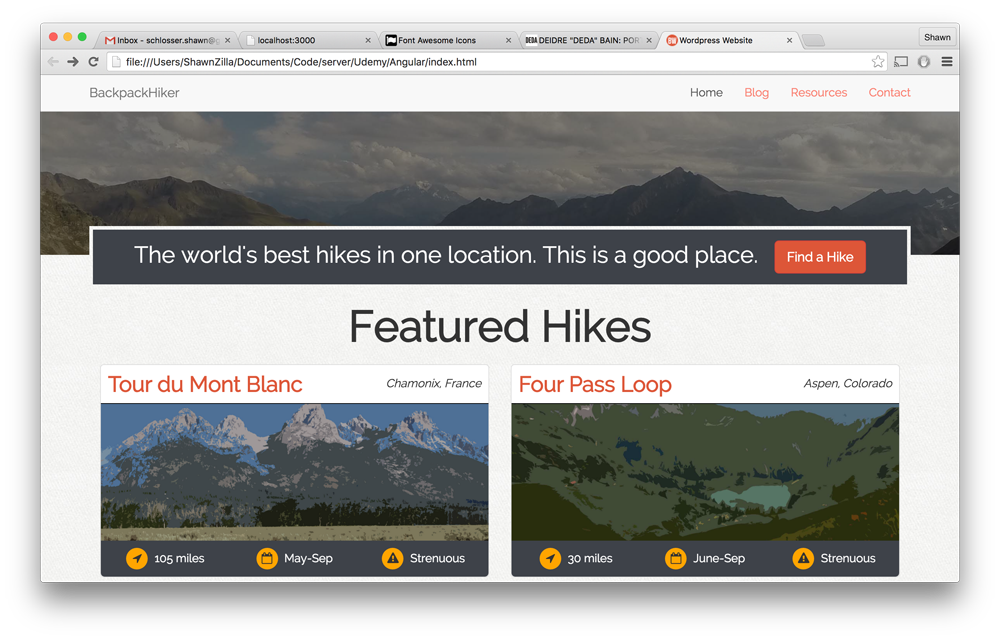 Inbox - schlosser.shawn@g
localhost:3000
Font Awesome Icons
DEDA DEIDRE "DEDA" BAIN: POR
BW Wordpress Website
Shawn
file:///Users/ShawnZilla/Documents/Code/server/Udemy/Angular/index.html
BackpackHiker
Home Blog Resources Contact
The world's best hikes in one location. This is a good place. Find a Hike
Featured Hikes
Tour du Mont Blanc Chamonix, France
105 miles May-Sep Strenuous
Four Pass Loop Aspen, Colorado
30 miles June-Sep Strenuous